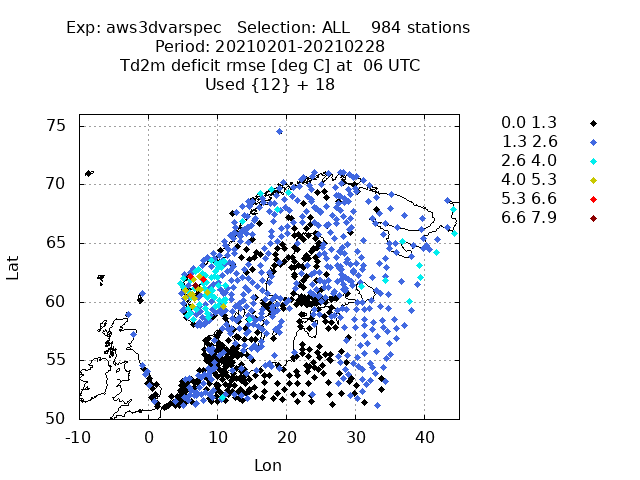 Exp: aws3dvarspec   Selection: ALL    984 stations
Period: 20210201-20210228
Td2m deficit rmse [deg C] at  06 UTC
Used {12} + 18
0.0 1.3
1.3 2.6
2.6 4.0
4.0 5.3
5.3 6.6
6.6 7.9
75
70
65
60
55
50
Lat
-10 0 10 20 30 40
Lon